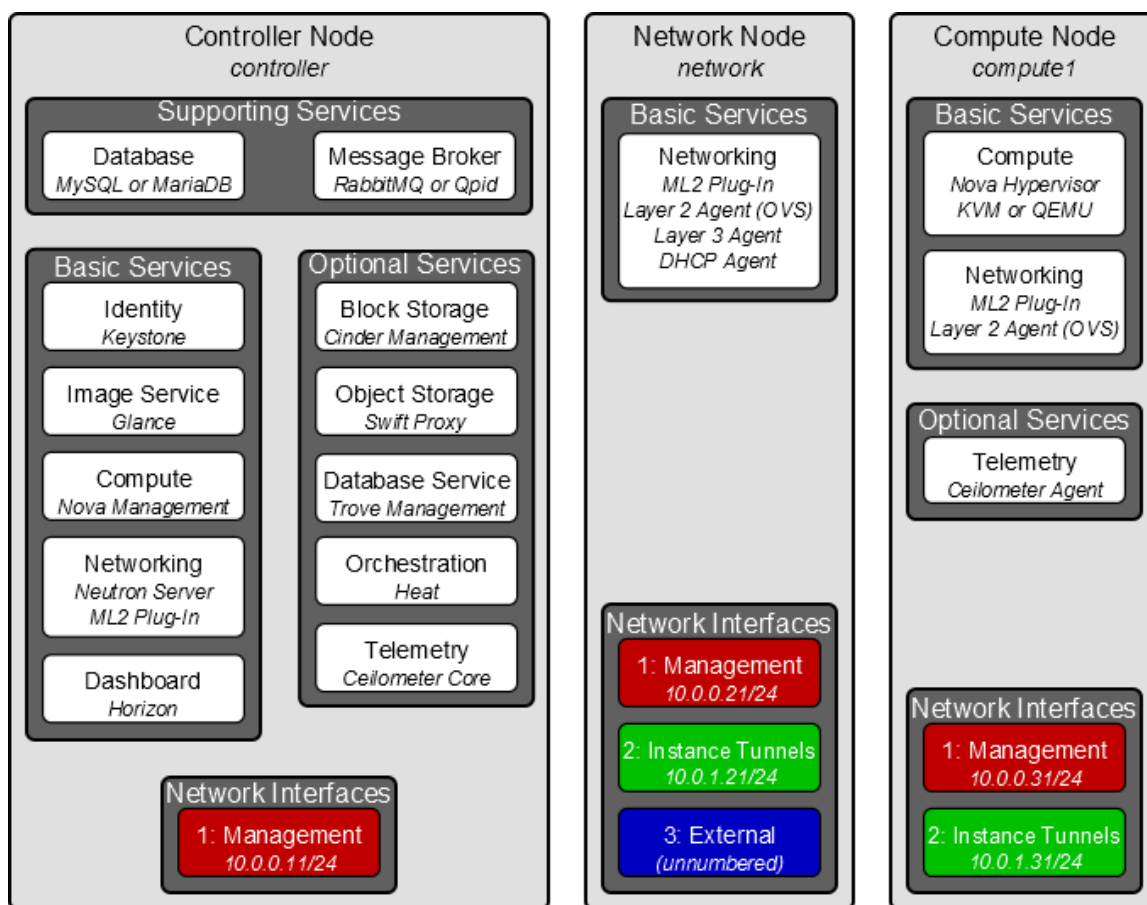 Controller Node
controller
Supporting Services
Database
MySQL or MariaDB
Message Broker
RabbitMQ or Qpid
Basic Services
Identity
Keystone
Image Service
Glance
Compute
Nova Management
Networking
Neutron Server
ML2 Plug-In
Dashboard
Horizon
Optional Services
Block Storage
Cinder Management
Object Storage
Swift Proxy
Database Service
Trove Management
Orchestration
Heat
Telemetry
Ceilometer Core
Network Interfaces
1: Management
10.0.0.11/24
Network Node
network
Basic Services
Networking
ML2 Plug-In
Layer 2 Agent (OVS)
Layer 3 Agent
DHCP Agent
Network Interfaces
1: Management
10.0.0.21/24
2: Instance Tunnels
10.0.1.21/24
3: External
(unnumbered)
Compute Node
compute1
Basic Services
Compute
Nova Hypervisor
KVM or QEMU
Networking
ML2 Plug-In
Layer 2 Agent (OVS)
Optional Services
Telemetry
Ceilometer Agent
Network Interfaces
1: Management
10.0.0.31/24
2: Instance Tunnels
10.0.1.31/24